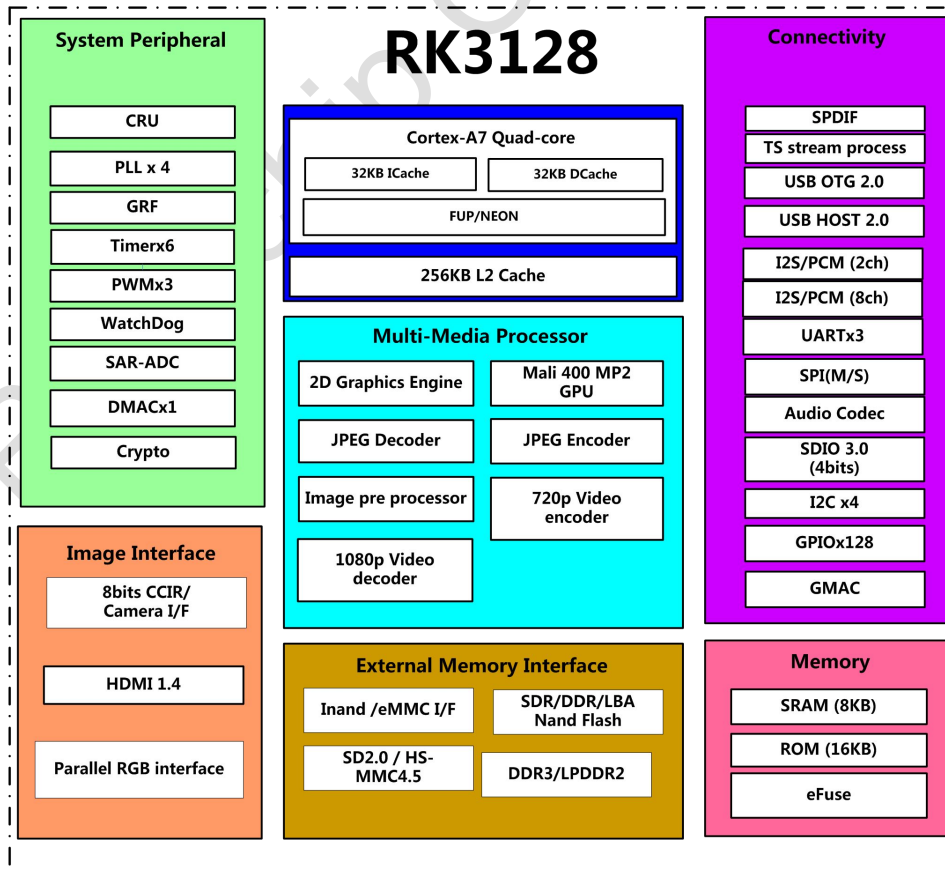 RK3128
System Peripheral
CRU
PLL x 4
GRF
Timerx6
PWMx3
WatchDog
SAR-ADC
DMACx1
Crypto
Image Interface
8bits CCIR/
Camera I/F
HDMI 1.4
Parallel RGB interface
Cortex-A7 Quad-core
32KB ICache
32KB DCache
FUP/NEON
256KB L2 Cache
Multi-Media Processor
2D Graphics Engine
Mali 400 MP2
GPU
JPEG Decoder
JPEG Encoder
Image pre processor
720p Video
encoder
1080p Video
decoder
External Memory Interface
Inand /eMMC I/F
SDR/DDR/LBA
Nand Flash
SD2.0 / HS-
MMC4.5
DDR3/LPDDR2
Connectivity
SPDIF
TS stream process
USB OTG 2.0
USB HOST 2.0
I2S/PCM (2ch)
I2S/PCM (8ch)
UARTx3
SPI(M/S)
Audio Codec
SDIO 3.0
(4bits)
I2C x4
GPIOx128
GMAC
Memory
SRAM (8KB)
ROM (16KB)
eFuse